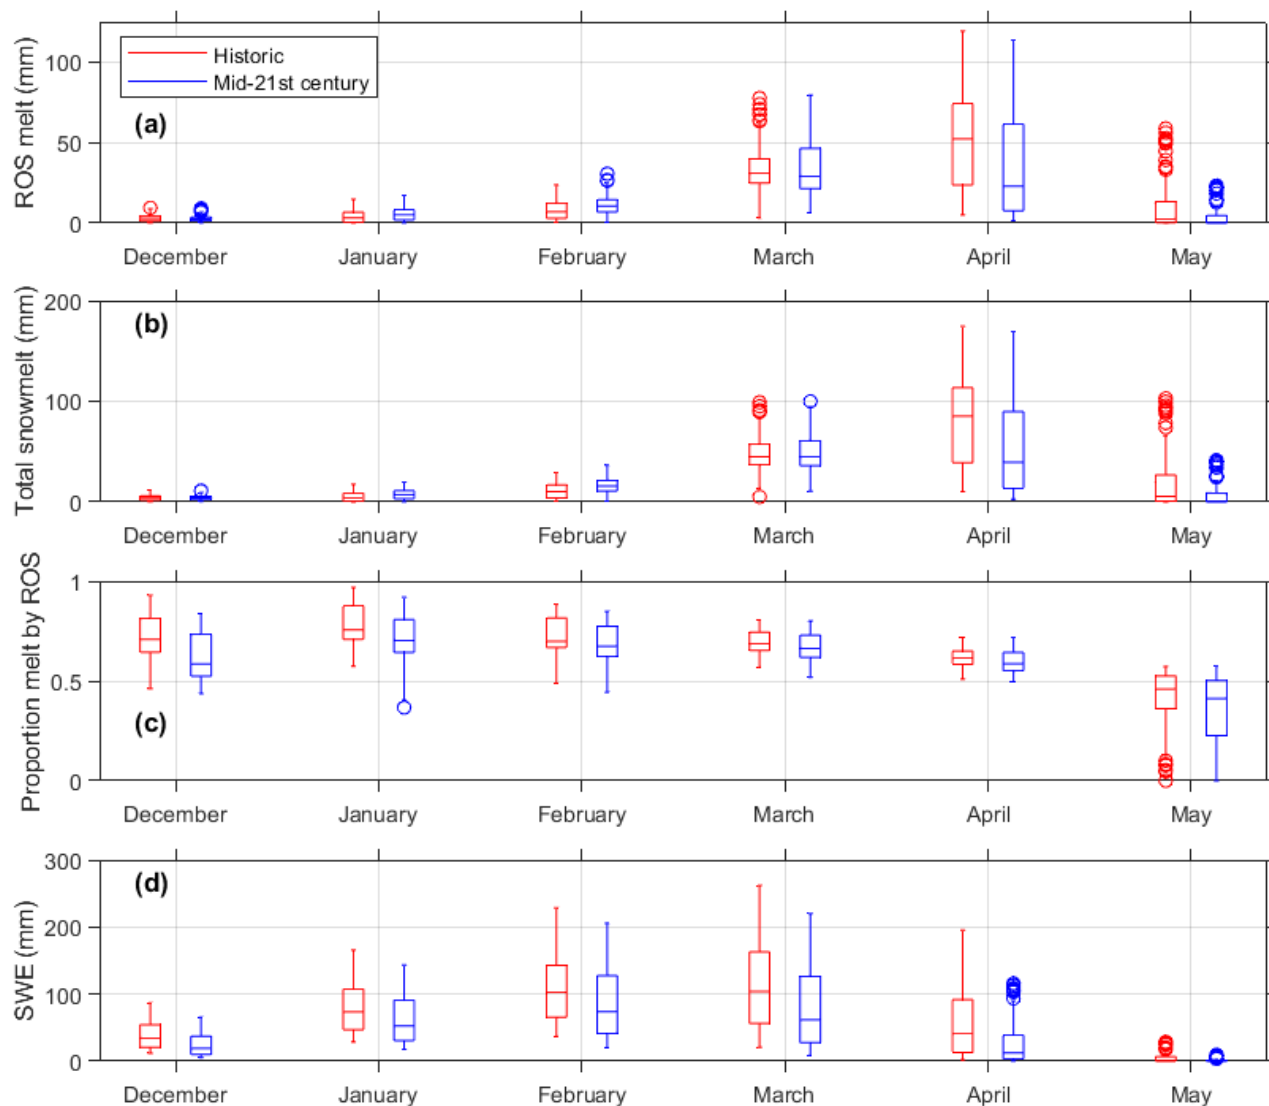 ROS melt (mm)
100
50
0
Historic
Mid-21st century
(a)
December January February March April May
Total snowmelt (mm)
200
100
0
(b)
December January February March April May
Proportion melt by ROS
1
0.5
0
(c)
December January February March April May
SWE (mm)
300
200
100
0
(d)
December January February March April May